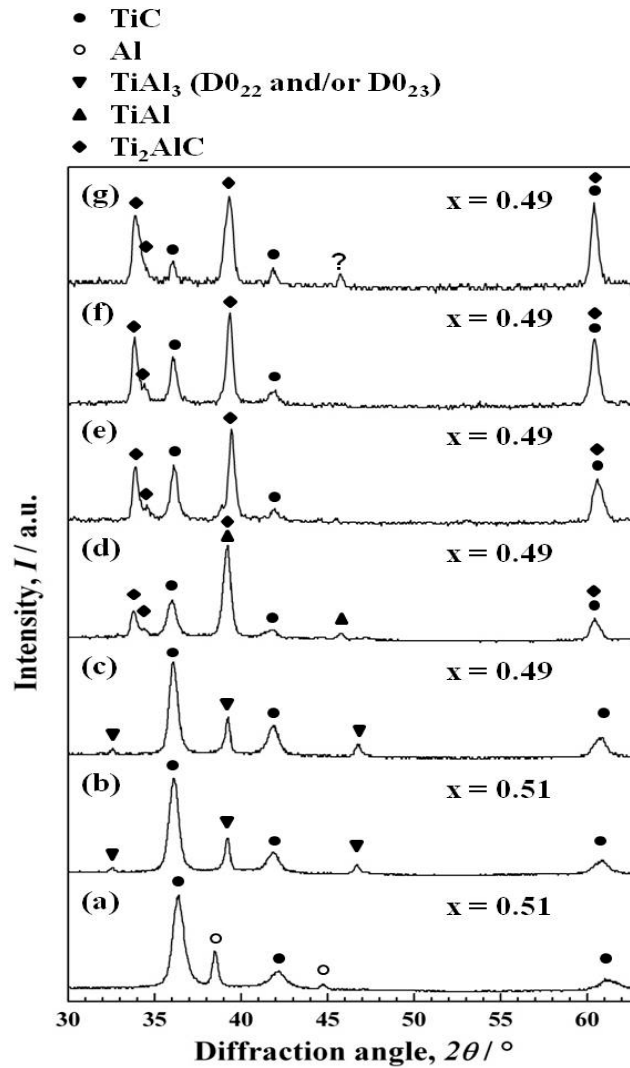 TiC
Al
TiAl₃ (D0₂₂ and/or D0₂₃)
TiAl
Ti₂AlC
(g) x = 0.49
?
(f) x = 0.49
(e) x = 0.49
(d) x = 0.49
(c) x = 0.49
(b) x = 0.51
(a) x = 0.51
Intensity, I / a.u.
30 35 40 45 50 55 60
Diffraction angle, 2θ / °